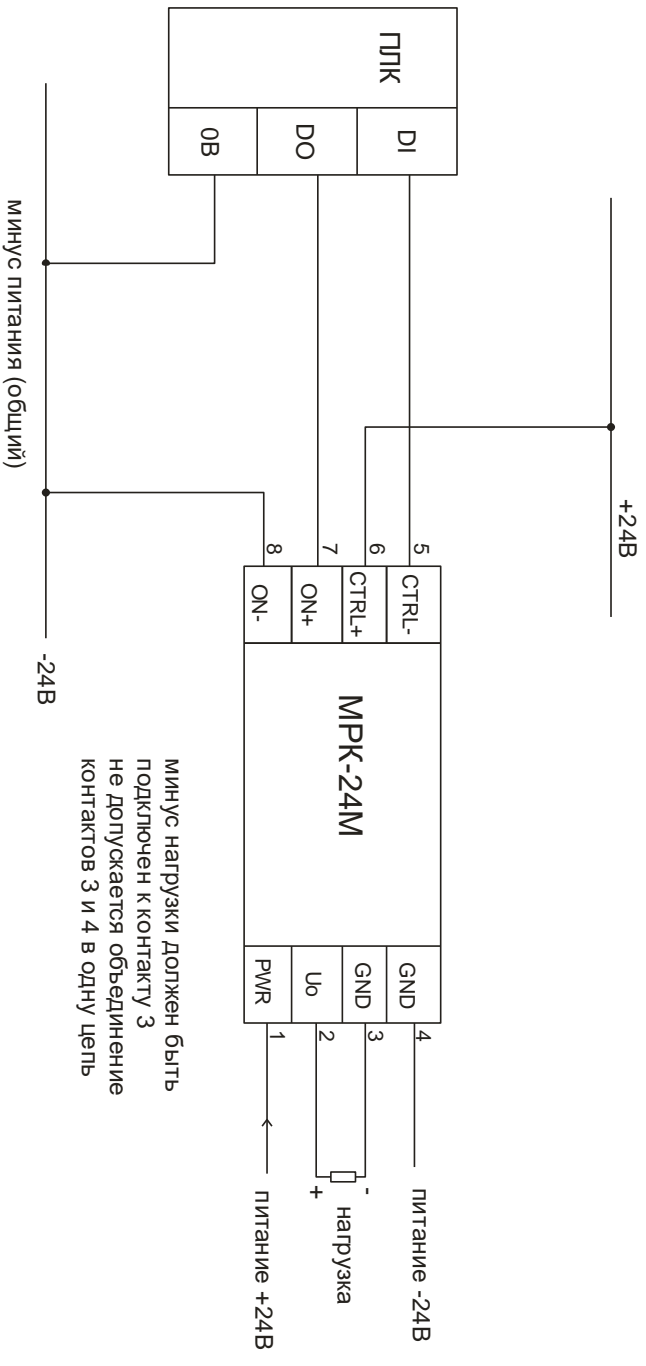 ПЛК
DI
DO
0В
+24В
-24В
минус питания (общий)
5
6
7
8
CTRL-
CTRL+
ON+
ON-
МРК-24М
GND
GND
Uo
PWR
4
3
2
1
питание -24В
-
+
нагрузка
питание +24В
минус нагрузки должен быть
подключен к контакту 3
не допускается объединение
контактов 3 и 4 в одну цепь